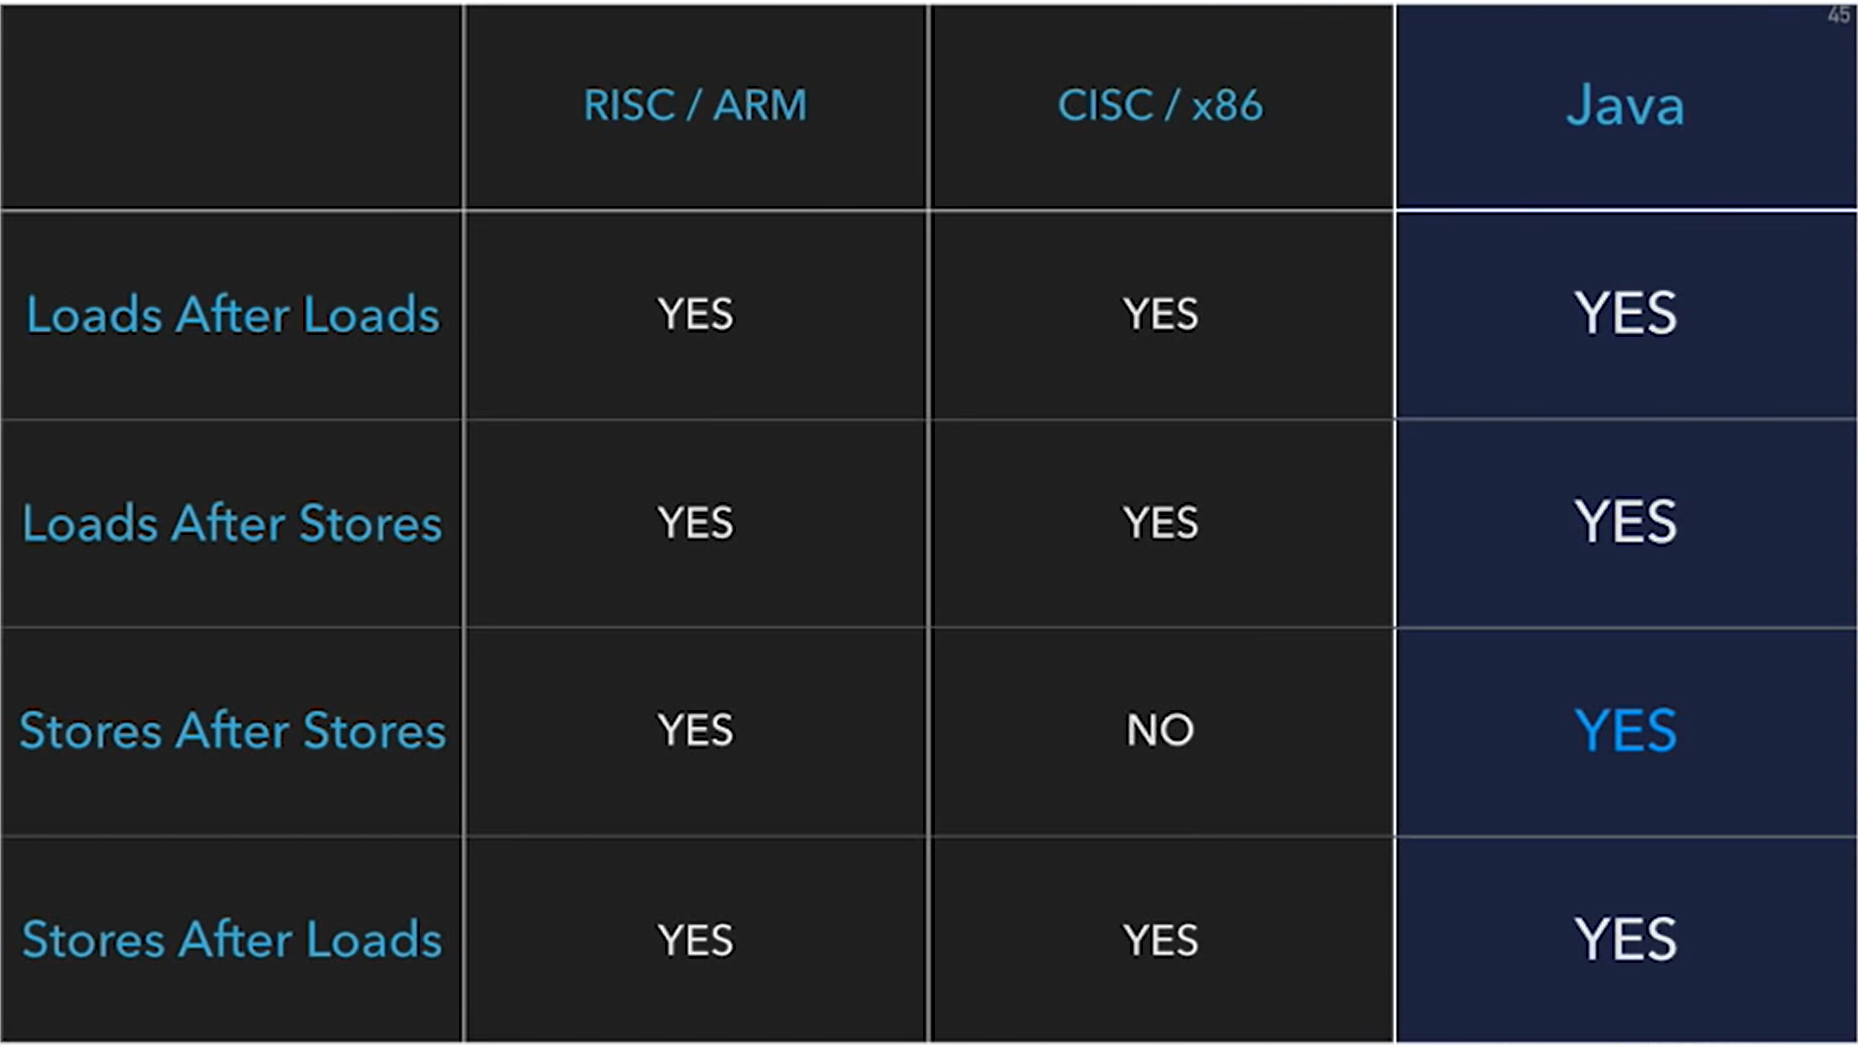 45
RISC / ARM
CISC / x86
Java
Loads After Loads
YES
YES
YES
Loads After Stores
YES
YES
YES
Stores After Stores
YES
NO
YES
Stores After Loads
YES
YES
YES